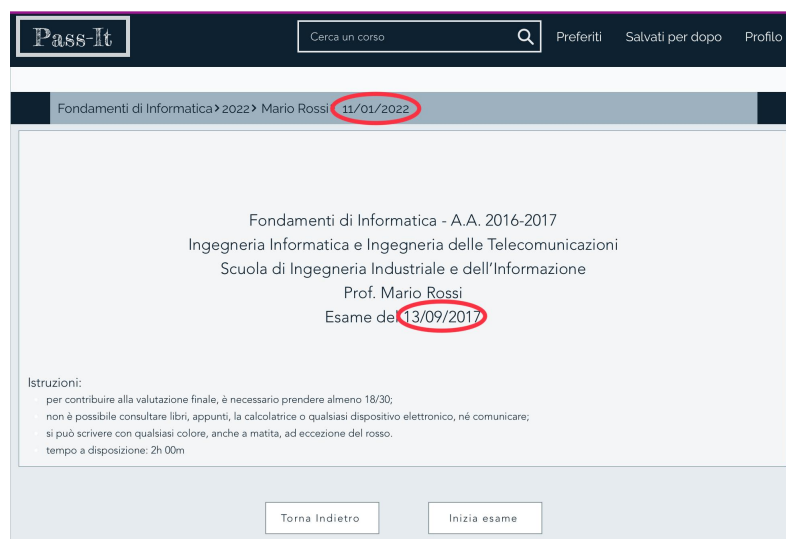 Pass-It
Cerca un corso
Preferiti
Salvati per dopo
Profilo
Fondamenti di Informatica > 2022 > Mario Rossi 11/01/2022
Fondamenti di Informatica - A.A. 2016-2017
Ingegneria Informatica e Ingegneria delle Telecomunicazioni
Scuola di Ingegneria Industriale e dell'Informazione
Prof. Mario Rossi
Esame del 13/09/2017
Istruzioni:
per contribuire alla valutazione finale, è necessario prendere almeno 18/30;
non è possibile consultare libri, appunti, la calcolatrice o qualsiasi dispositivo elettronico, né comunicare;
si può scrivere con qualsiasi colore, anche a matita, ad eccezione del rosso.
tempo a disposizione: 2h 00m
Torna Indietro
Inizia esame